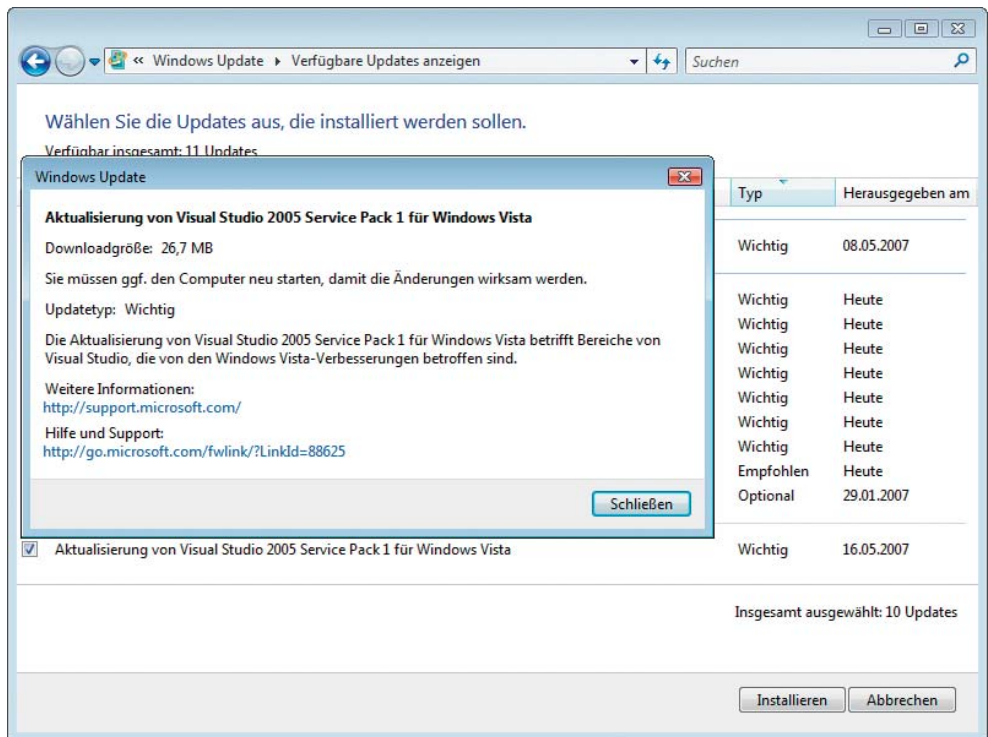 « Windows Update ▸ Verfügbare Updates anzeigen
Suchen
Wählen Sie die Updates aus, die installiert werden sollen.
Verfügbar insgesamt: 11 Updates
Windows Update
Aktualisierung von Visual Studio 2005 Service Pack 1 für Windows Vista
Downloadgröße: 26,7 MB
Sie müssen ggf. den Computer neu starten, damit die Änderungen wirksam werden.
Updatetyp: Wichtig
Die Aktualisierung von Visual Studio 2005 Service Pack 1 für Windows Vista betrifft Bereiche von
Visual Studio, die von den Windows Vista-Verbesserungen betroffen sind.
Weitere Informationen:
http://support.microsoft.com/
Hilfe und Support:
http://go.microsoft.com/fwlink/?LinkId=88625
Schließen
Typ Herausgegeben am
Wichtig 08.05.2007
Wichtig Heute
Wichtig Heute
Wichtig Heute
Wichtig Heute
Wichtig Heute
Wichtig Heute
Wichtig Heute
Empfohlen Heute
Optional 29.01.2007
Aktualisierung von Visual Studio 2005 Service Pack 1 für Windows Vista Wichtig 16.05.2007
Insgesamt ausgewählt: 10 Updates
Installieren Abbrechen